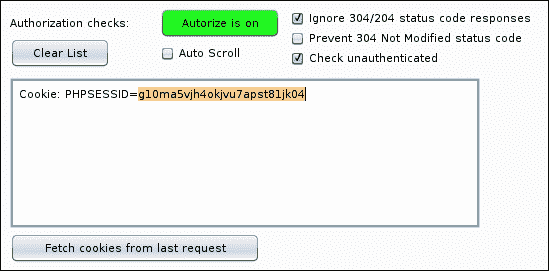 Authorization checks:
Autorize is on
Ignore 304/204 status code responses
Prevent 304 Not Modified status code
Clear List
Auto Scroll
Check unauthenticated
Cookie: PHPSESSID=g10ma5vjh4okjvu7apst81jk04
Fetch cookies from last request